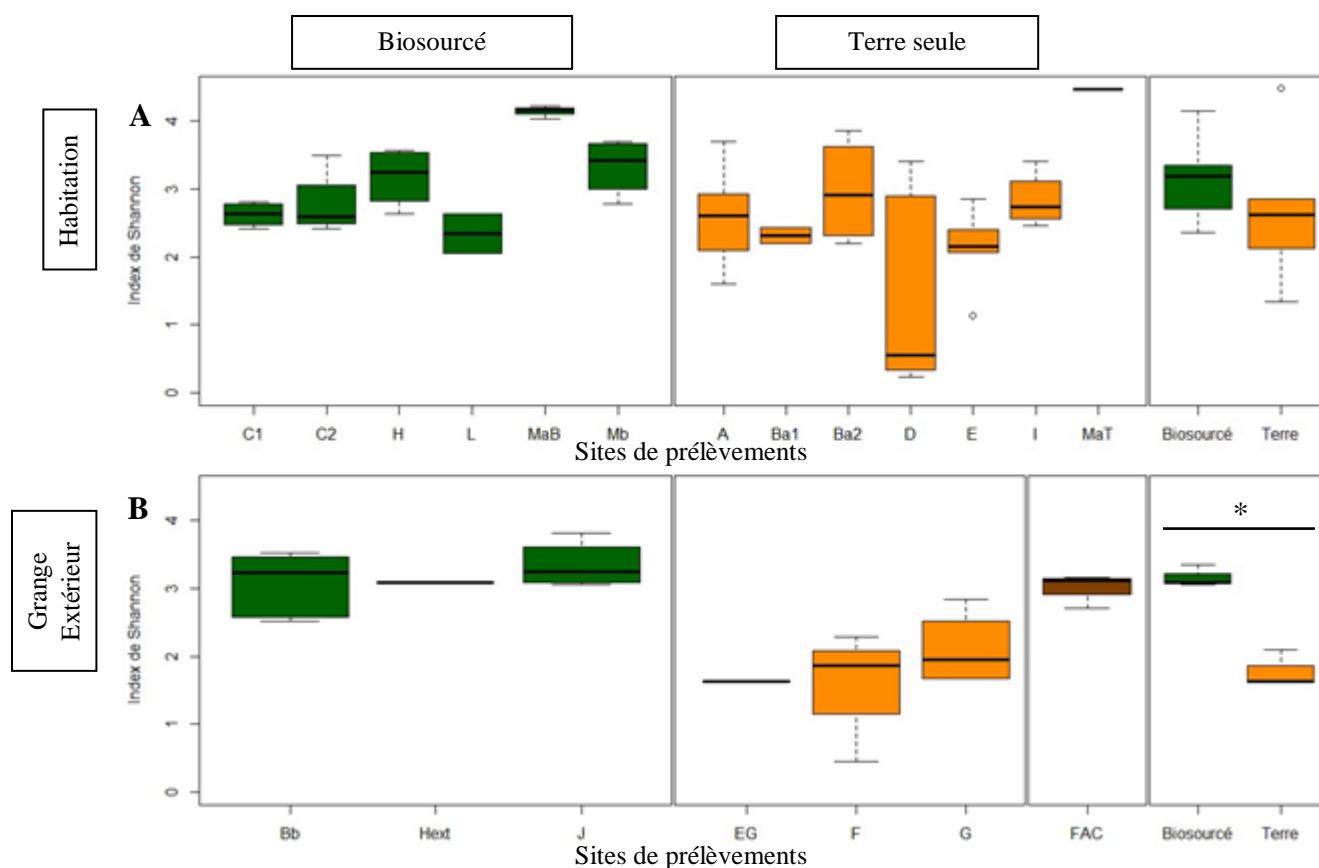 Biosourcé
Terre seule
Habitation
A
Index de Shannon
4
3
2
1
0
C1 C2 H L MaB Mb
A Ba1 Ba2 D E I MaT
Biosourcé Terre
Sites de prélèvements
Grange
Extérieur
B
Index de Shannon
4
3
2
1
0
*
Bb Hext J
EG F G
FAC
Biosourcé Terre
Sites de prélèvements